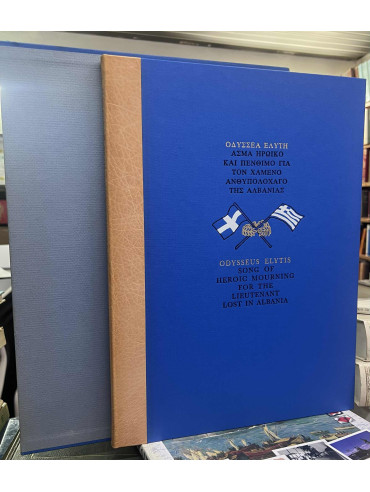 ΟΔΥΣΣΕΑ ΕΛΥΤΗ
ΑΣΜΑ ΗΡΩΙΚΟ
ΚΑΙ ΠΕΝΘΙΜΟ ΓΙΑ
ΤΟΝ ΧΑΜΕΝΟ
ΑΝΘΥΠΟΛΟΧΑΓΟ
ΤΗΣ ΑΛΒΑΝΙΑΣ
ODYSSEUS ELYTIS
SONG OF
HEROIC MOURNING
FOR THE
LIEUTENANT
LOST IN ALBANIA